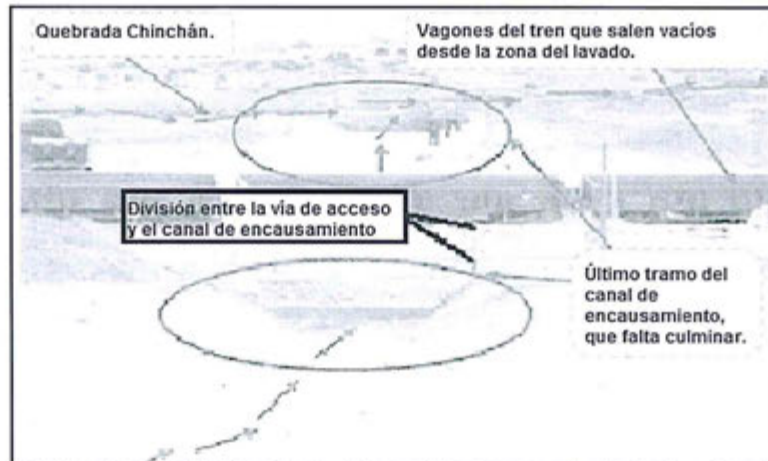 Quebrada Chinchán.
Vagones del tren que salen vacíos
desde la zona del lavado.
División entre la vía de acceso
y el canal de encausamiento
Último tramo del
canal de
encausamiento,
que falta culminar.